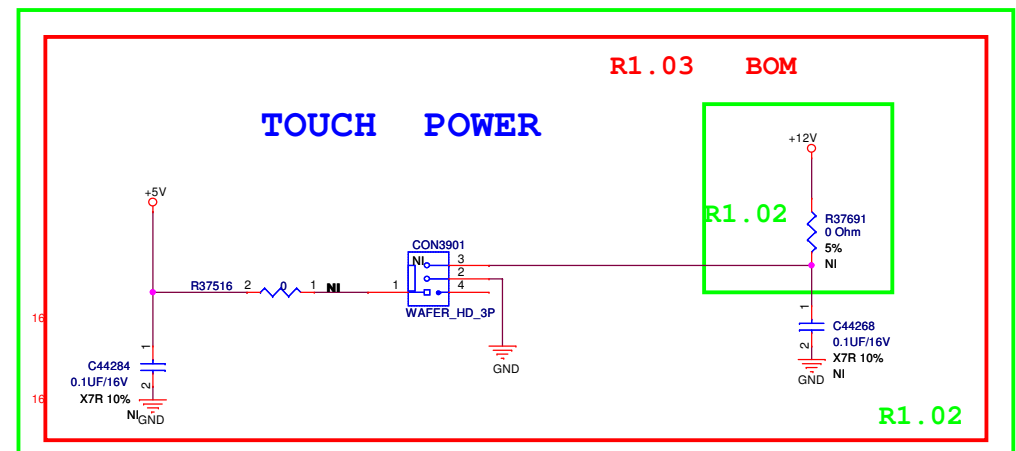 R1.03 BOM
TOUCH POWER
+12V
+5V
R1.02
R37691
0 Ohm
5%
NI
CON3901
NI
3
2
4
1
WAFER_HD_3P
R37516 2 0 1 NI
16
GND
1
C44268
0.1UF/16V
X7R 10%
NI
2
GND
1
C44284
0.1UF/16V
X7R 10%
NI
2
GND
16
R1.02